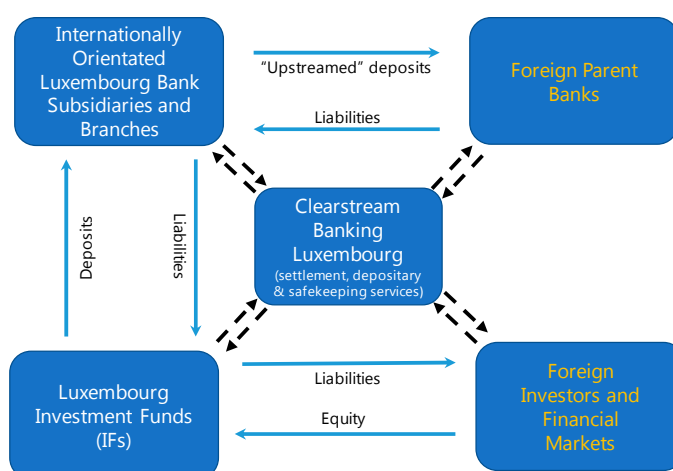 Internationally
Orientated
Luxembourg Bank
Subsidiaries and
Branches
“Upstreamed” deposits
Foreign Parent
Banks
Liabilities
Clearstream
Banking
Luxembourg
(settlement, depositary
& safekeeping services)
Deposits
Liabilities
Luxembourg
Investment Funds
(IFs)
Liabilities
Equity
Foreign
Investors and
Financial
Markets